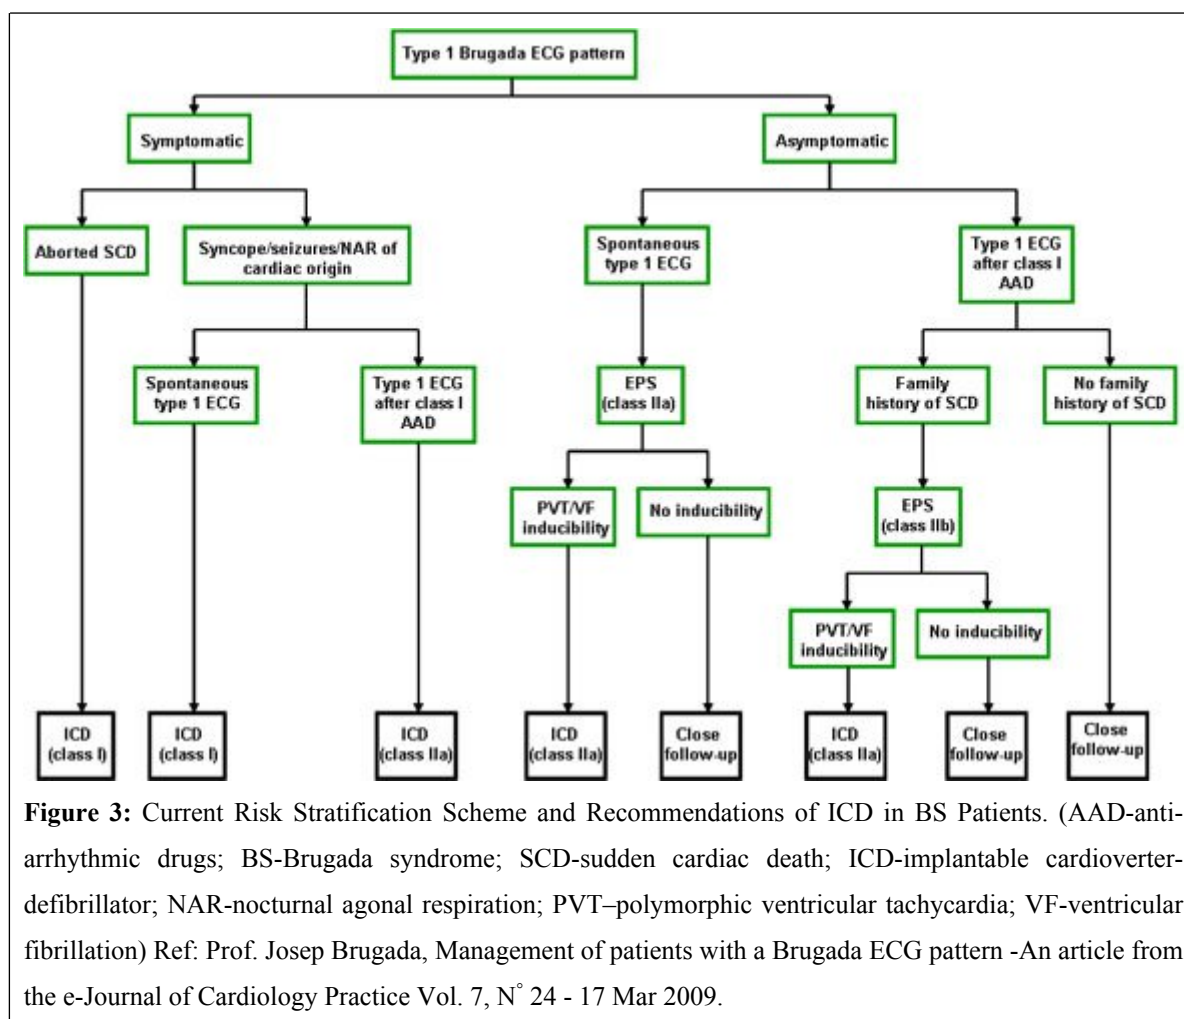 Type 1 Brugada ECG pattern
Symptomatic
Asymptomatic
Aborted SCD
Syncope/seizures/NAR of
cardiac origin
Spontaneous
type 1 ECG
Type 1 ECG
after class I
AAD
Spontaneous
type 1 ECG
Type 1 ECG
after class I
AAD
EPS
(class IIa)
Family
history of SCD
No family
history of SCD
PVT/VF
inducibility
No inducibility
EPS
(class IIb)
PVT/VF
inducibility
No inducibility
ICD
(class I)
ICD
(class I)
ICD
(class IIa)
ICD
(class IIa)
Close
follow-up
ICD
(class IIa)
Close
follow-up
Close
follow-up
Figure 3: Current Risk Stratification Scheme and Recommendations of ICD in BS Patients. (AAD-anti-
arrhythmic drugs; BS-Brugada syndrome; SCD-sudden cardiac death; ICD-implantable cardioverter-
defibrillator; NAR-nocturnal agonal respiration; PVT–polymorphic ventricular tachycardia; VF-ventricular
fibrillation) Ref: Prof. Josep Brugada, Management of patients with a Brugada ECG pattern -An article from
the e-Journal of Cardiology Practice Vol. 7, N° 24 - 17 Mar 2009.